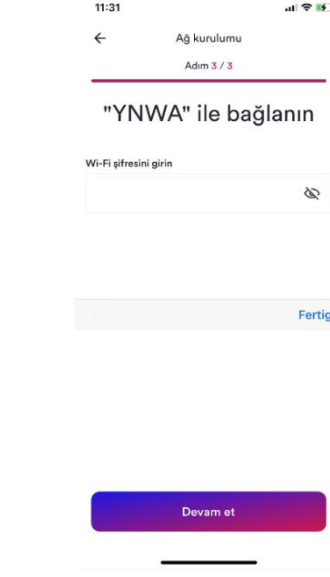 11:31
Ağ kurulumu
Adım 3 / 3
"YNWA" ile bağlanın
Wi-Fi şifresini girin
Fertig
Devam et